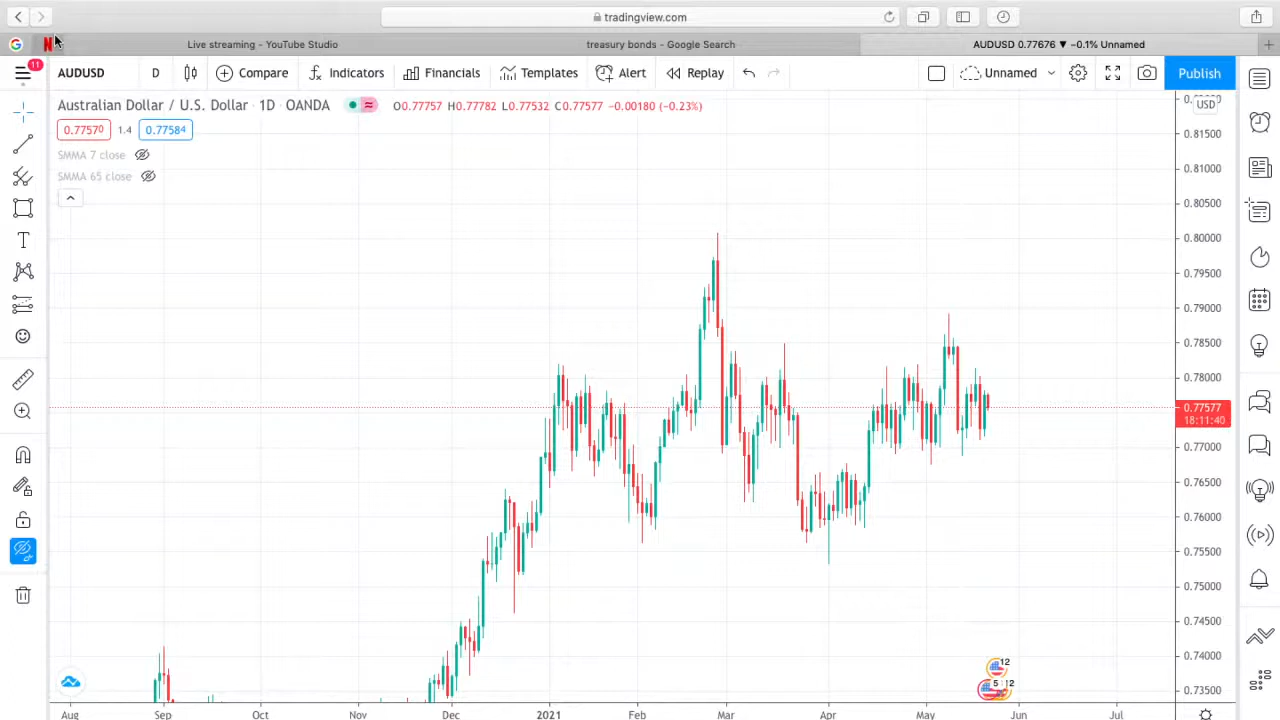 tradingview.com
G
N
Live streaming - YouTube Studio
treasury bonds - Google Search
AUDUSD 0.77676 ▼ −0.1% Unnamed
11
AUDUSD
D
Compare
Indicators
Financials
Templates
Alert
Replay
Unnamed
Publish
Australian Dollar / U.S. Dollar · 1D · OANDA
O0.77757 H0.77782 L0.77532 C0.77577 −0.00180 (−0.23%)
USD
0.77570
1.4
0.77584
SMMA 7 close
SMMA 65 close
0.81500
0.81000
0.80500
0.80000
0.79500
0.79000
0.78500
0.78000
0.77577
18:11:40
0.77000
0.76500
0.76000
0.75500
0.75000
0.74500
0.74000
0.73500
12
5
12
Aug
Sep
Oct
Nov
Dec
2021
Feb
Mar
Apr
May
Jun
Jul